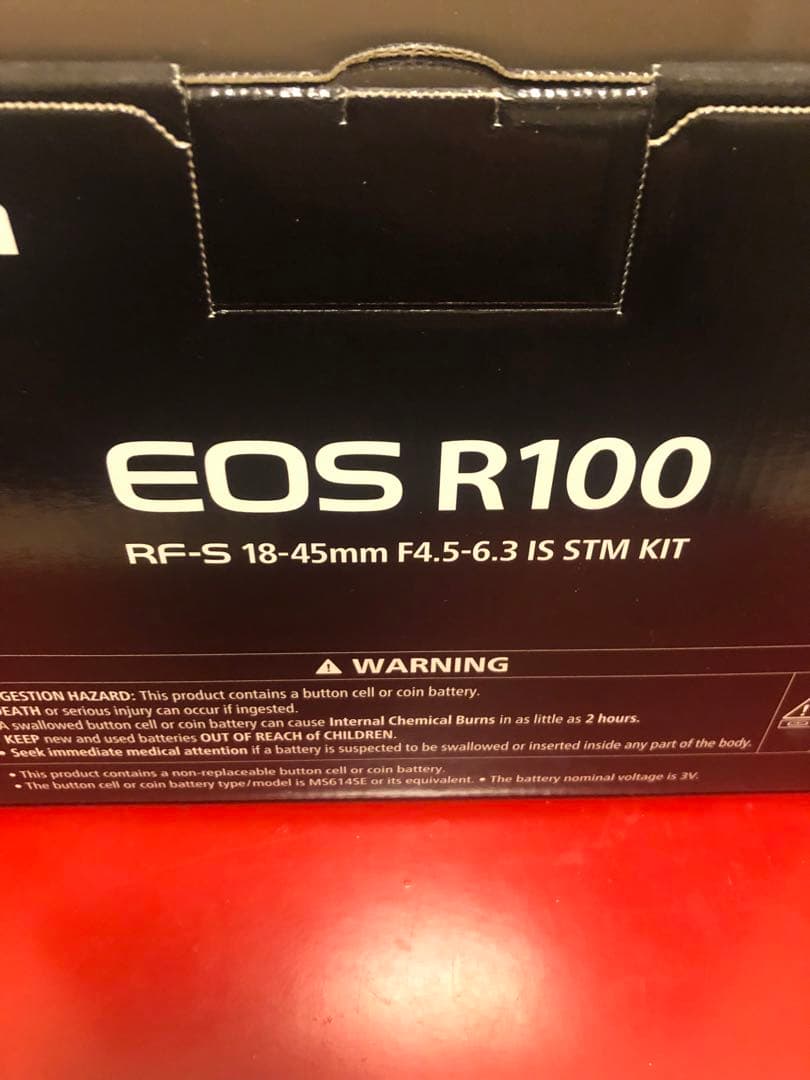 EOS R100
RF-S 18-45mm F4.5-6.3 IS STM KIT
⚠ WARNING
GESTION HAZARD: This product contains a button cell or coin battery.
EATH or serious injury can occur if ingested.
A swallowed button cell or coin battery can cause Internal Chemical Burns in as little as 2 hours.
KEEP new and used batteries OUT OF REACH of CHILDREN.
• Seek immediate medical attention if a battery is suspected to be swallowed or inserted inside any part of the body.
• This product contains a non-replaceable button cell or coin battery.
• The button cell or coin battery type/model is MS614SE or its equivalent. • The battery nominal voltage is 3V.